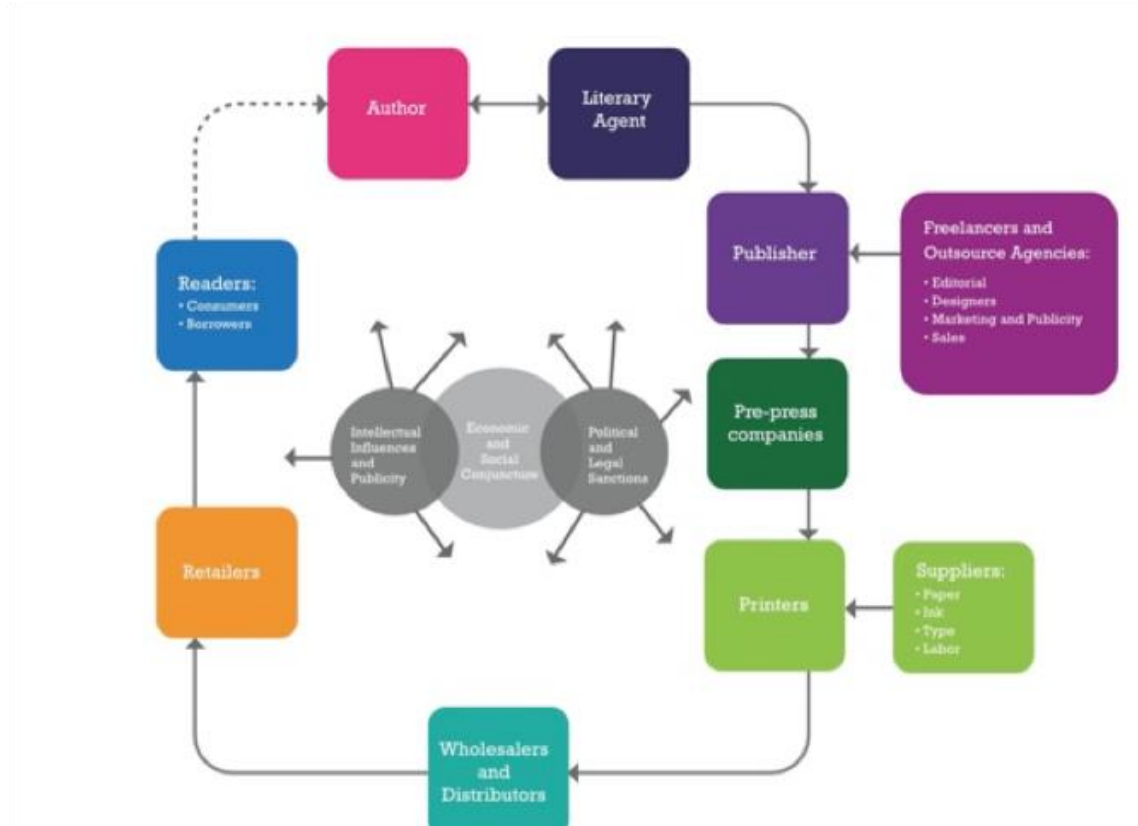 Author
Literary
Agent
Publisher
Freelancers and
Outsource Agencies:
• Editorial
• Designers
• Marketing and Publicity
• Sales
Readers:
• Consumers
• Borrowers
Pre-press
companies
Intellectual
Influences
and
Publicity
Economic
and
Social
Conjuncture
Political
and
Legal
Sanctions
Retailers
Printers
Suppliers:
• Paper
• Ink
• Type
• Labor
Wholesalers
and
Distributors